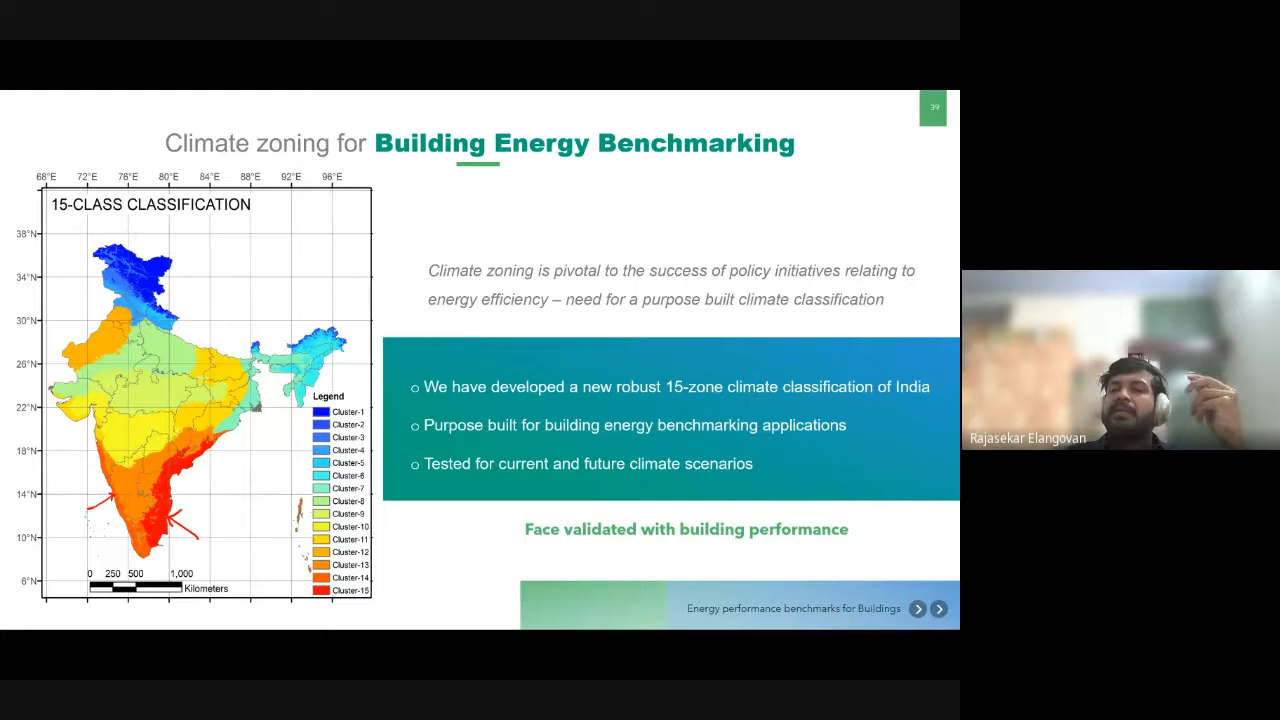 39
Climate zoning for Building Energy Benchmarking
68°E 72°E 76°E 80°E 84°E 88°E 92°E 96°E
15-CLASS CLASSIFICATION
38°N
34°N
30°N
26°N
22°N
18°N
14°N
10°N
6°N
Legend
Cluster-1
Cluster-2
Cluster-3
Cluster-4
Cluster-5
Cluster-6
Cluster-7
Cluster-8
Cluster-9
Cluster-10
Cluster-11
Cluster-12
Cluster-13
Cluster-14
Cluster-15
0 250 500 1,000
Kilometers
Climate zoning is pivotal to the success of policy initiatives relating to
energy efficiency – need for a purpose built climate classification
o We have developed a new robust 15-zone climate classification of India
o Purpose built for building energy benchmarking applications
o Tested for current and future climate scenarios
Face validated with building performance
Energy performance benchmarks for Buildings
Rajasekar Elangovan